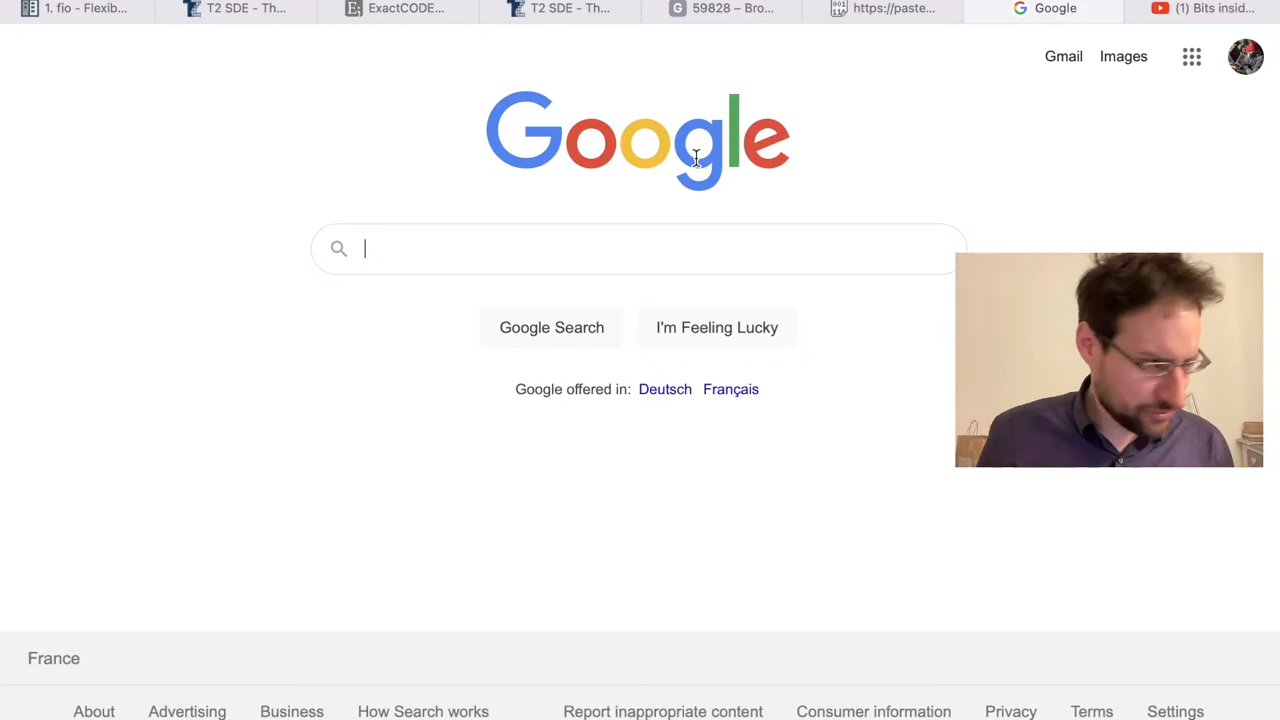 1. fio - Flexib...
T2 SDE - Th...
ExactCODE...
T2 SDE - Th...
59828 – Bro...
https://paste...
Google
(1) Bits insid...
Gmail Images
Google
Google Search I'm Feeling Lucky
Google offered in: Deutsch Français
France
About Advertising Business How Search works Report inappropriate content Consumer information Privacy Terms Settings